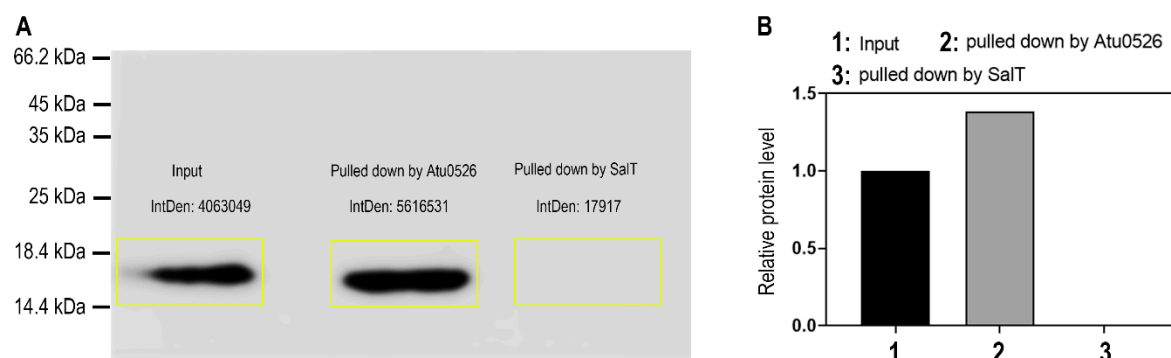 A
66.2 kDa
45 kDa
35 kDa
25 kDa
18.4 kDa
14.4 kDa
Input
Pulled down by Atu0526
Pulled down by SalT
IntDen: 4063049
IntDen: 5616531
IntDen: 17917
B
1: Input 2: pulled down by Atu0526
3: pulled down by SalT
Relative protein level
1.5
1.0
0.5
0.0
1 2 3